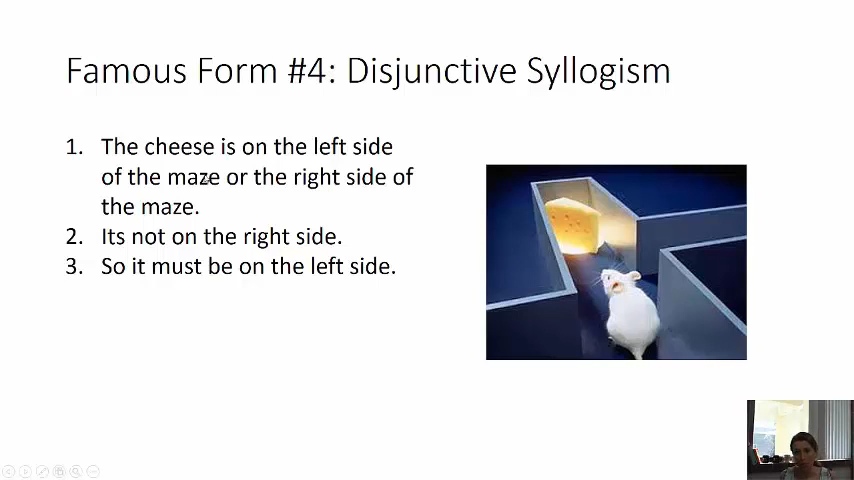 Famous Form #4: Disjunctive Syllogism
1. The cheese is on the left side
of the maze or the right side of
the maze.
2. Its not on the right side.
3. So it must be on the left side.